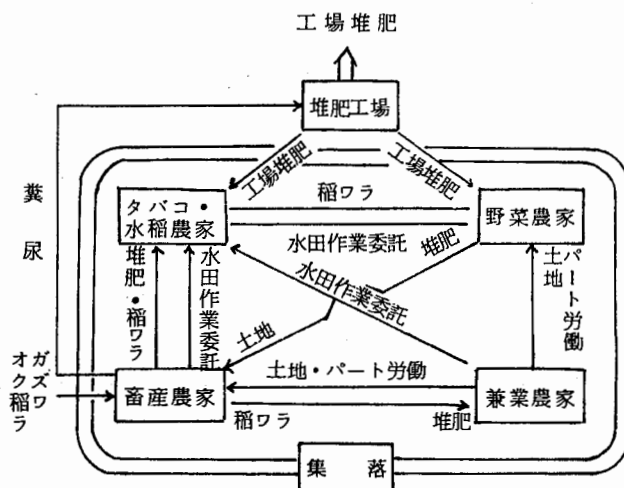 工場堆肥
堆肥工場
工場堆肥
工場堆肥
糞尿
タバコ・
水稲農家
稲ワラ
野菜農家
水田作業委託
堆肥
堆肥・稲ワラ
水田作業委託
水田作業委託
土地
土地
パート労働
オガクズ
稲ワラ
畜産農家
土地・パート労働
兼業農家
稲ワラ
堆肥
集落